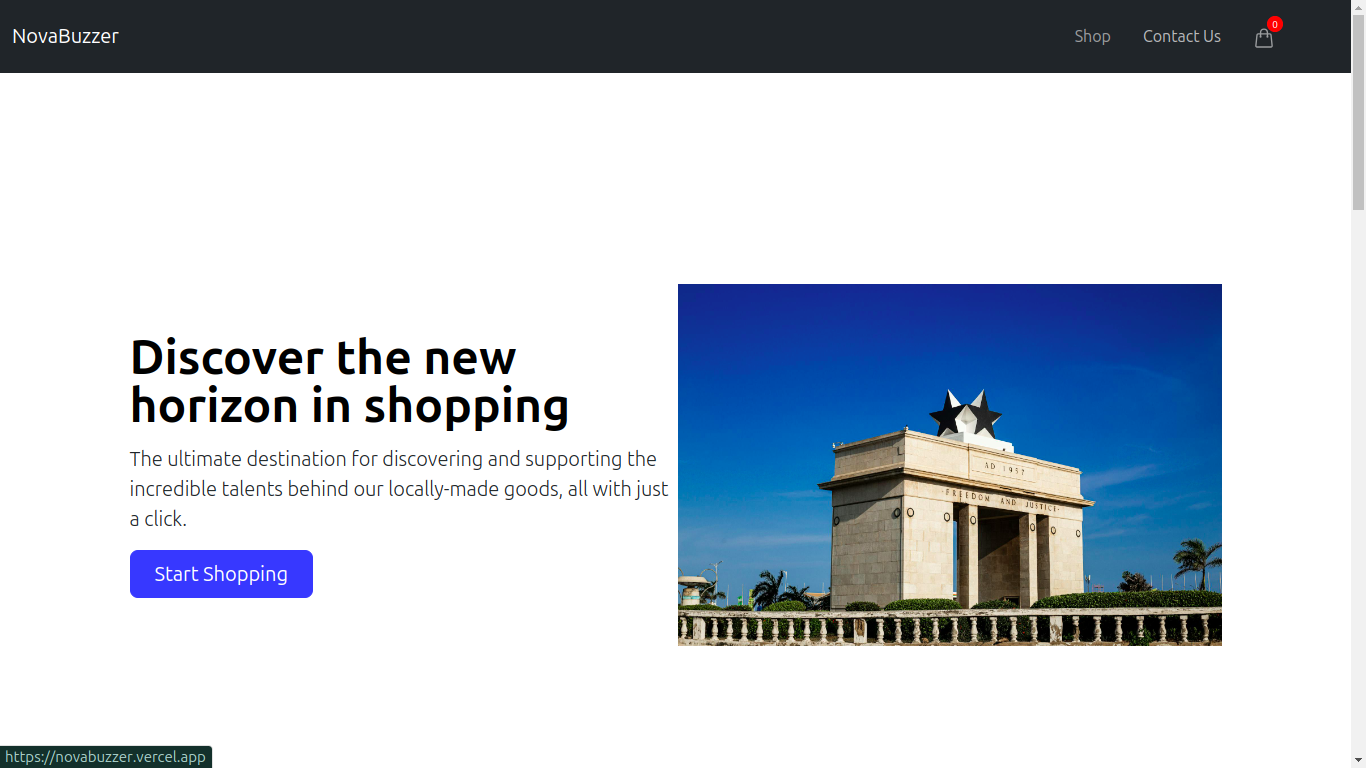 NovaBuzzer
Shop
Contact Us
0
Discover the new
horizon in shopping
The ultimate destination for discovering and supporting the
incredible talents behind our locally-made goods, all with just
a click.
Start Shopping
AD 1957
·FREEDOM AND JUSTICE·
https://novabuzzer.vercel.app